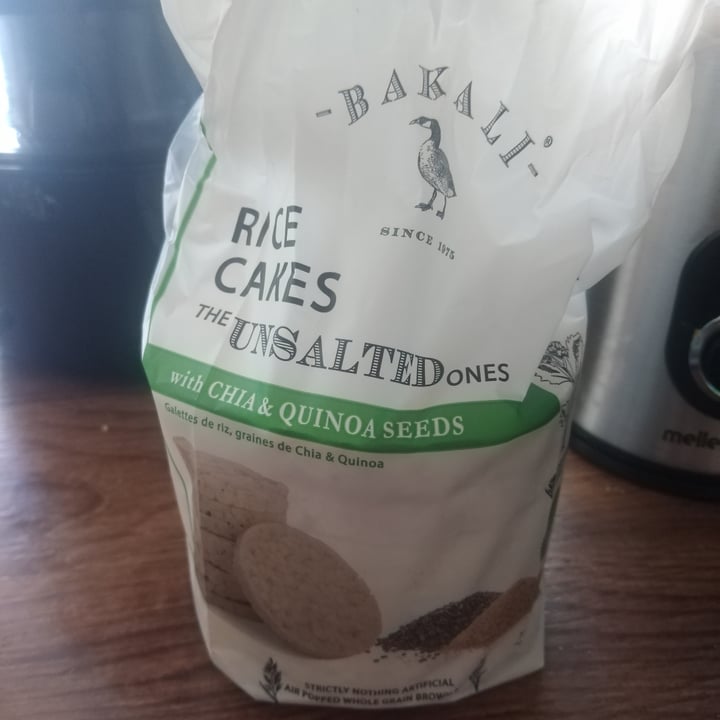 -BAKALI®-
SINCE 1975
RICE
CAKES
THE UNSALTED ONES
with CHIA & QUINOA SEEDS
Galettes de riz, graines de Chia & Quinoa
STRICTLY NOTHING ARTIFICIAL
AIR POPPED WHOLE GRAIN BROWN